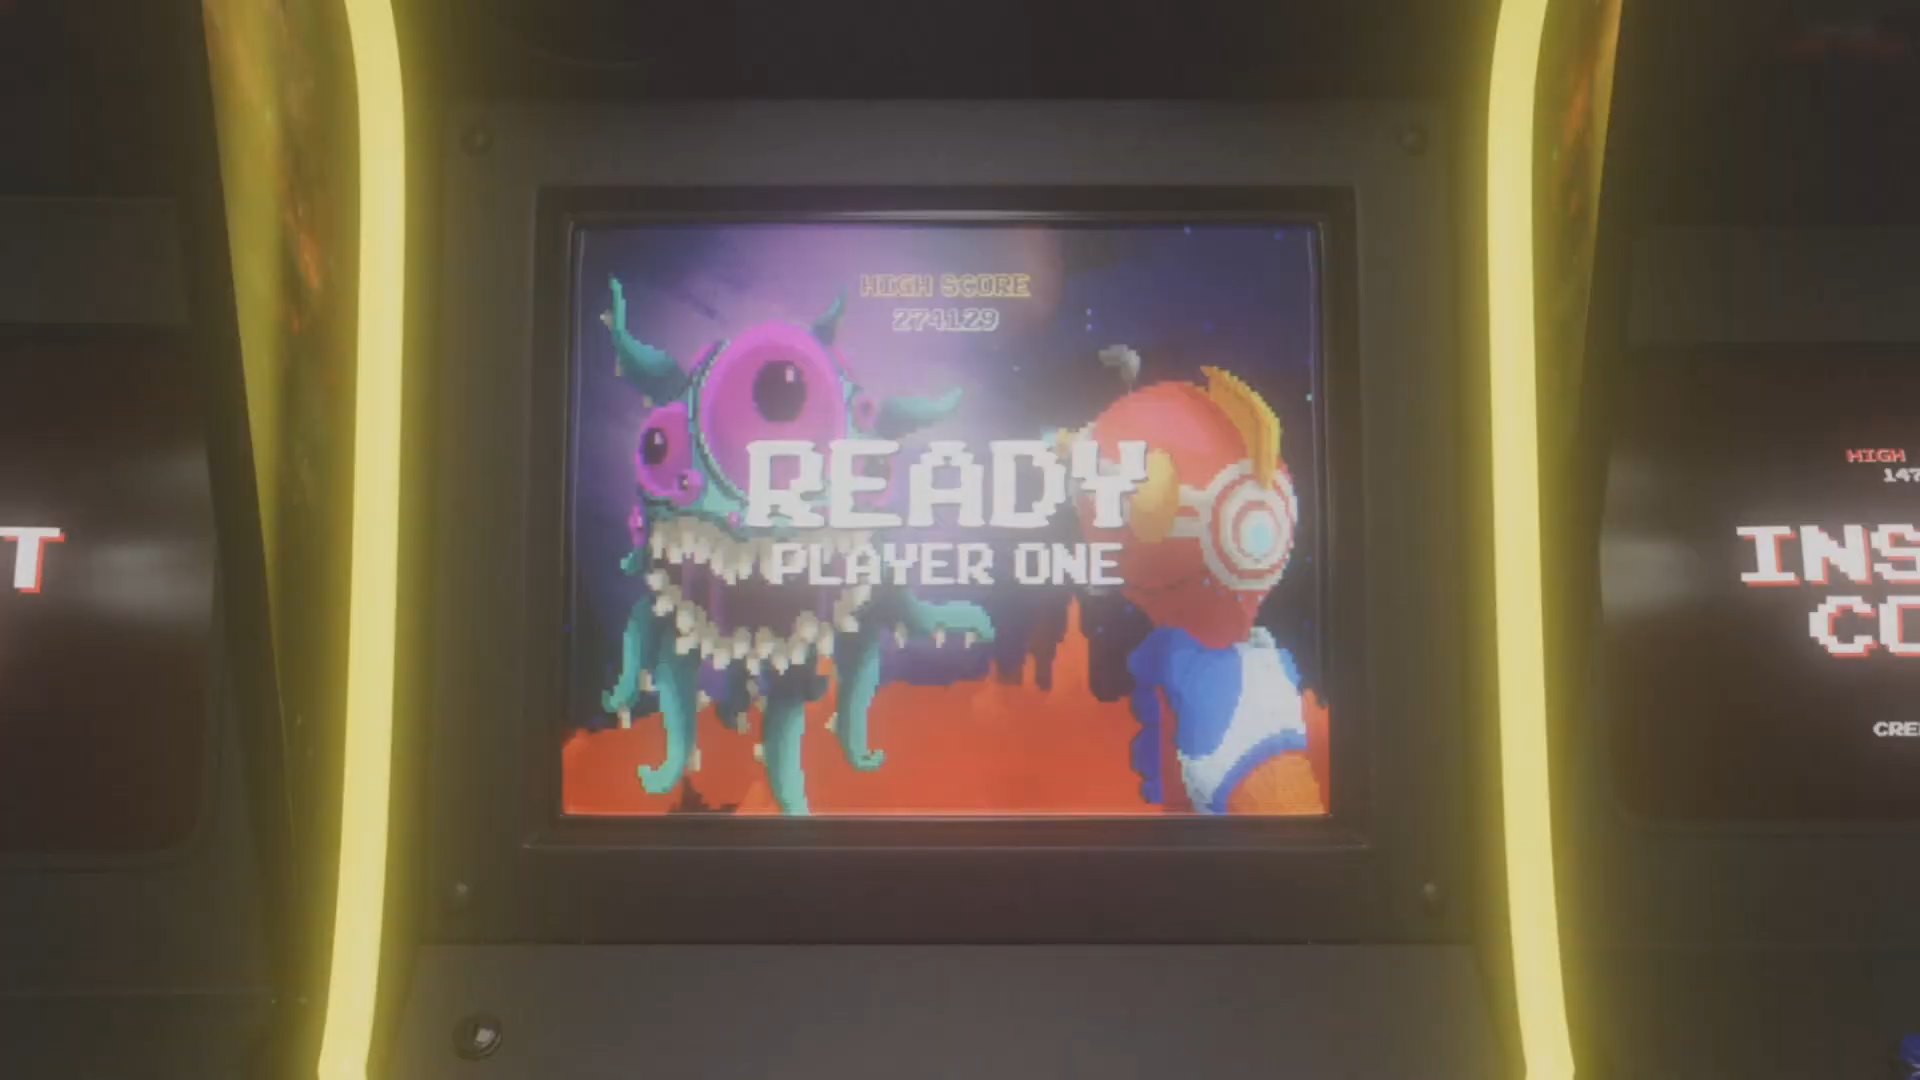 HIGH SCORE
274129
READY
PLAYER ONE
T
HIGH
147
INS
CO
CRE